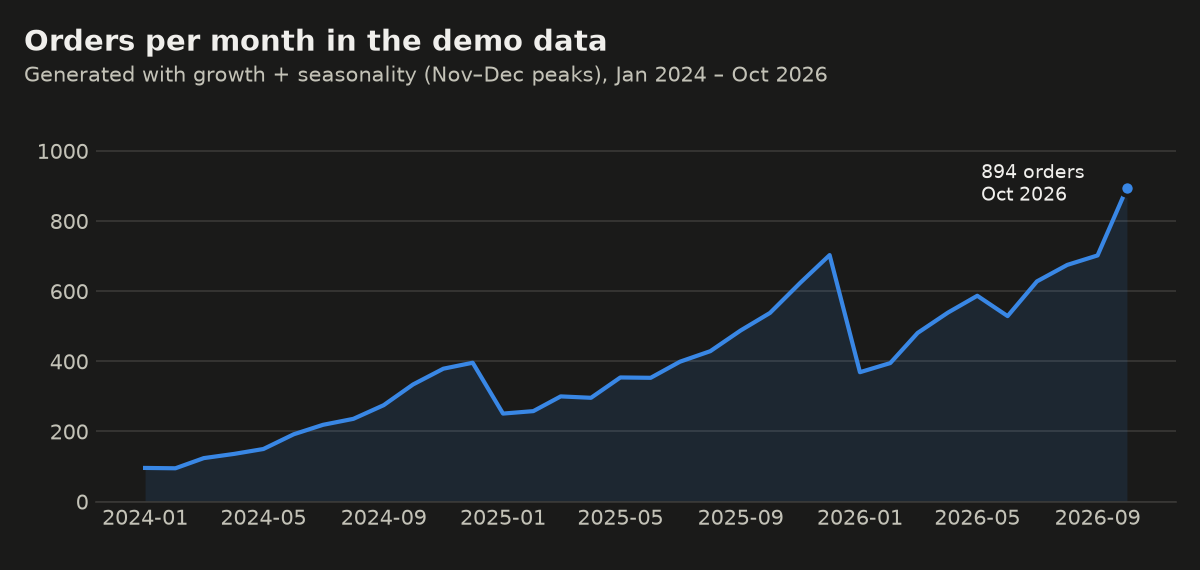 Orders per month in the demo data
Generated with growth + seasonality (Nov–Dec peaks), Jan 2024 – Oct 2026
1000
894 orders
Oct 2026
800
600
400
200
0
2024-01 2024-05 2024-09 2025-01 2025-05 2025-09 2026-01 2026-05 2026-09